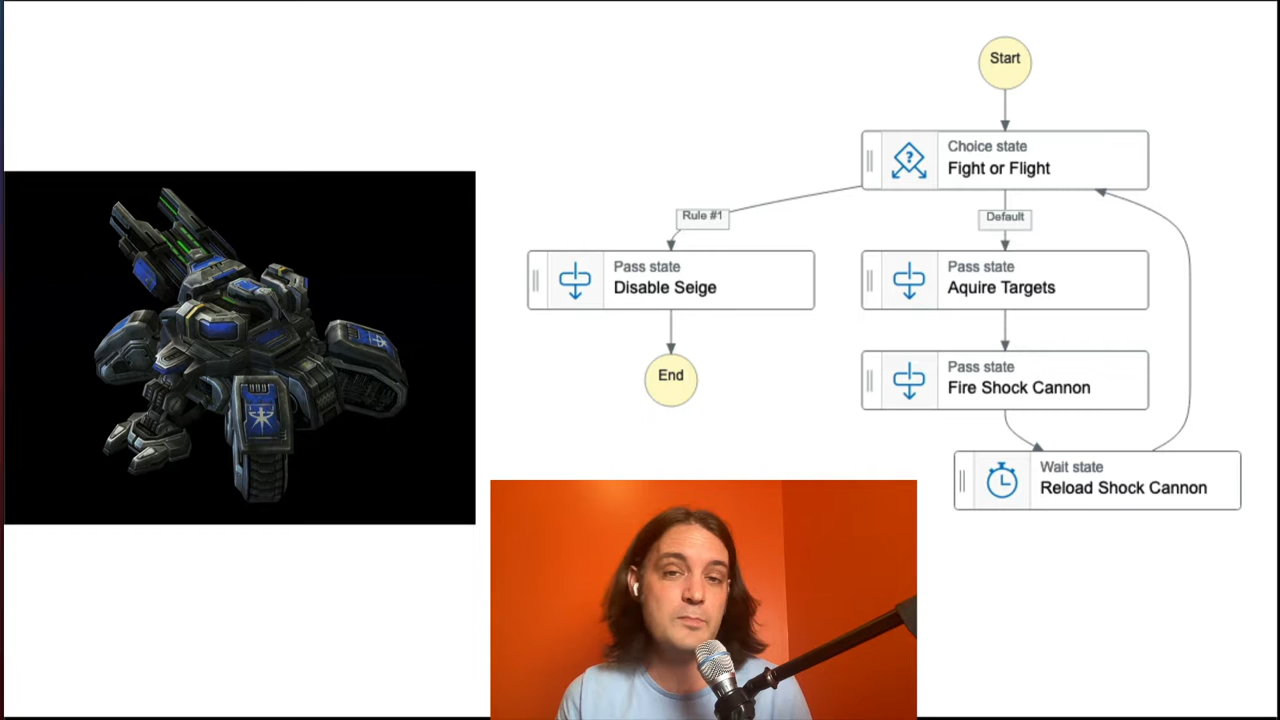 Start
Choice state
Fight or Flight
Rule #1
Default
Pass state
Disable Seige
Pass state
Aquire Targets
End
Pass state
Fire Shock Cannon
Wait state
Reload Shock Cannon